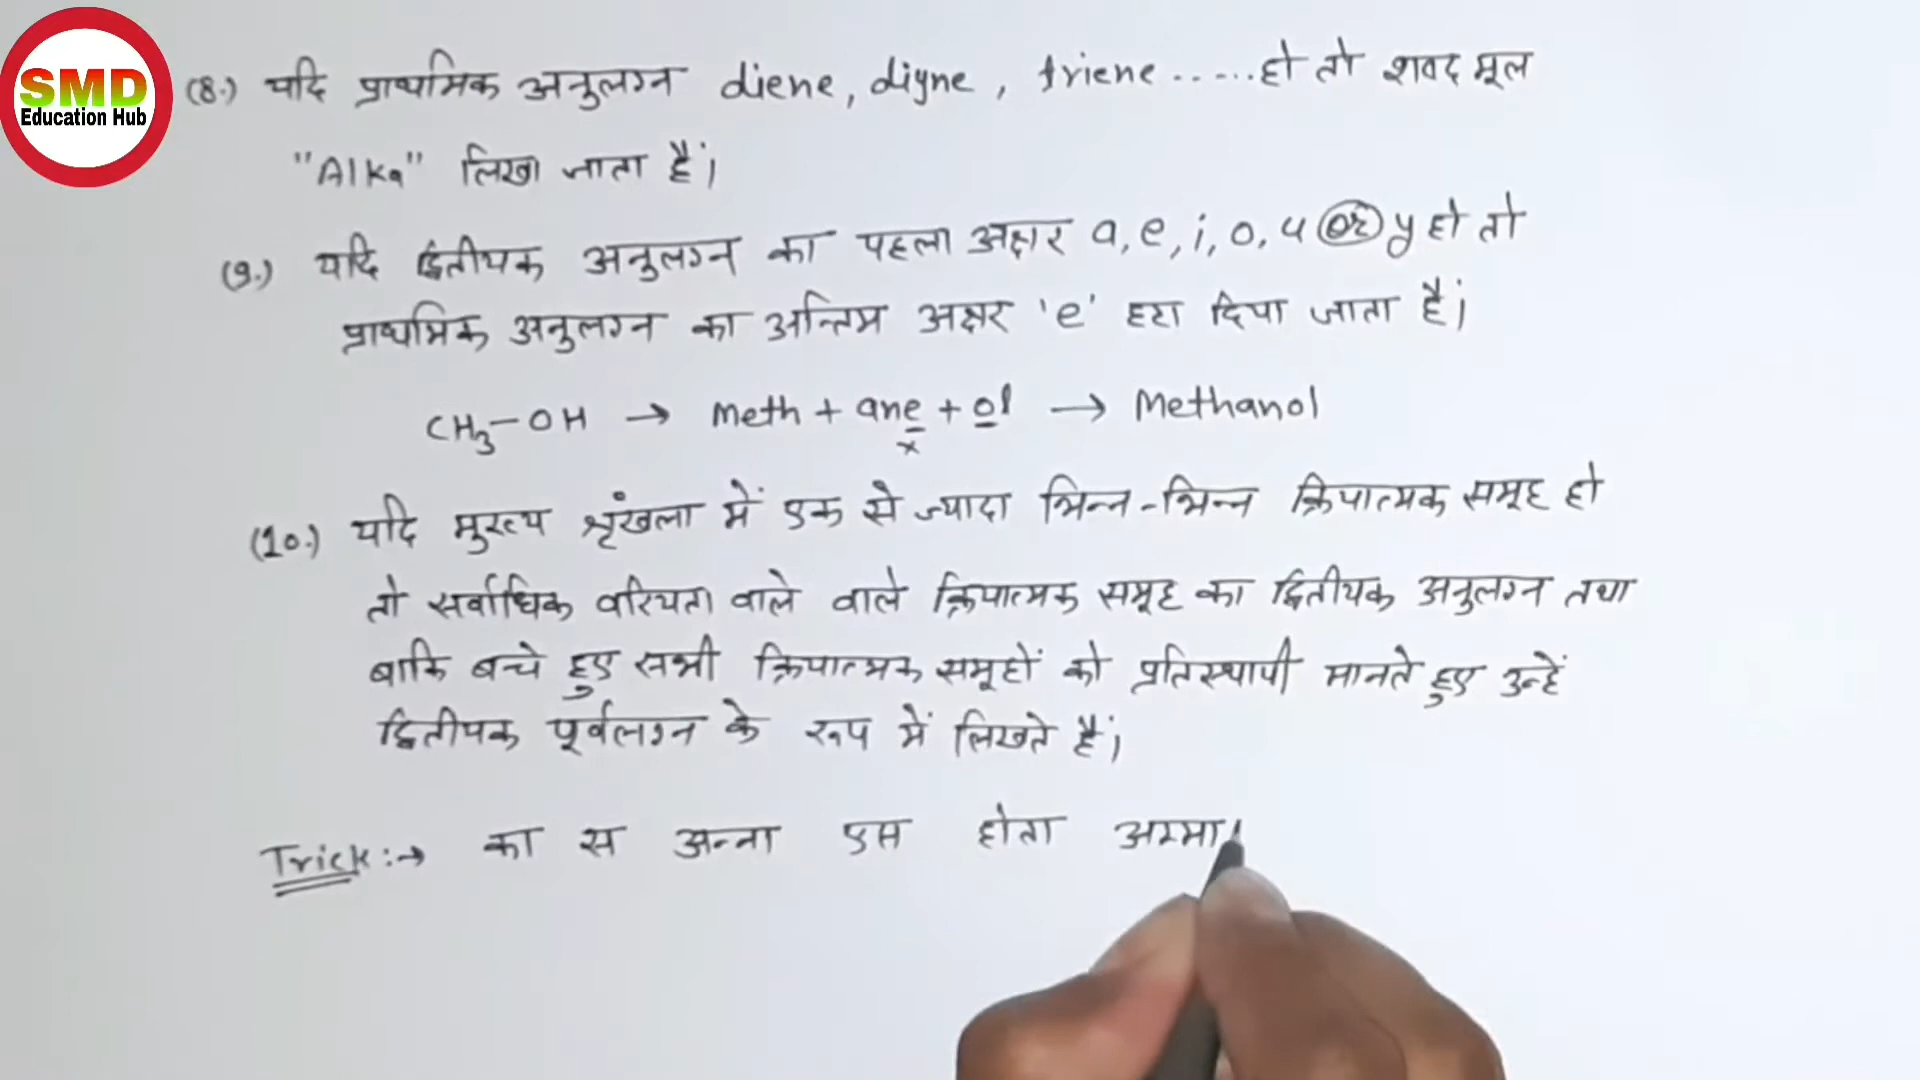 SMD
Education Hub
(8.) यदि प्राथमिक अनुलग्न diene, diyne, triene.....हो तो शब्द मूल
"Alka" लिखा जाता है।
(9.) यदि द्वितीयक अनुलग्न का पहला अक्षर a, e, i, o, u or y हो तो
प्राथमिक अनुलग्न का अन्तिम अक्षर 'e' हटा दिया जाता है।
CH₃-OH → Meth + ane + ol → Methanol
x
(10.) यदि मुख्य श्रृंखला में एक से ज्यादा भिन्न-भिन्न क्रियात्मक समूह हो
तो सर्वाधिक वरियता वाले वाले क्रियात्मक समूह का द्वितीयक अनुलग्न तथा
बाकि बचे हुए सभी क्रियात्मक समूहों को प्रतिस्थापी मानते हुए उन्हें
द्वितीयक पूर्वलग्न के रूप में लिखते है।
Trick:→ का स अन्ना एस होता अम्मा